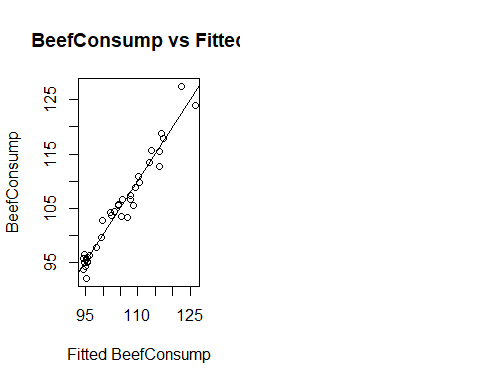 BeefConsump vs Fitted
BeefConsump
125
115
105
95
95 110 125
Fitted BeefConsump